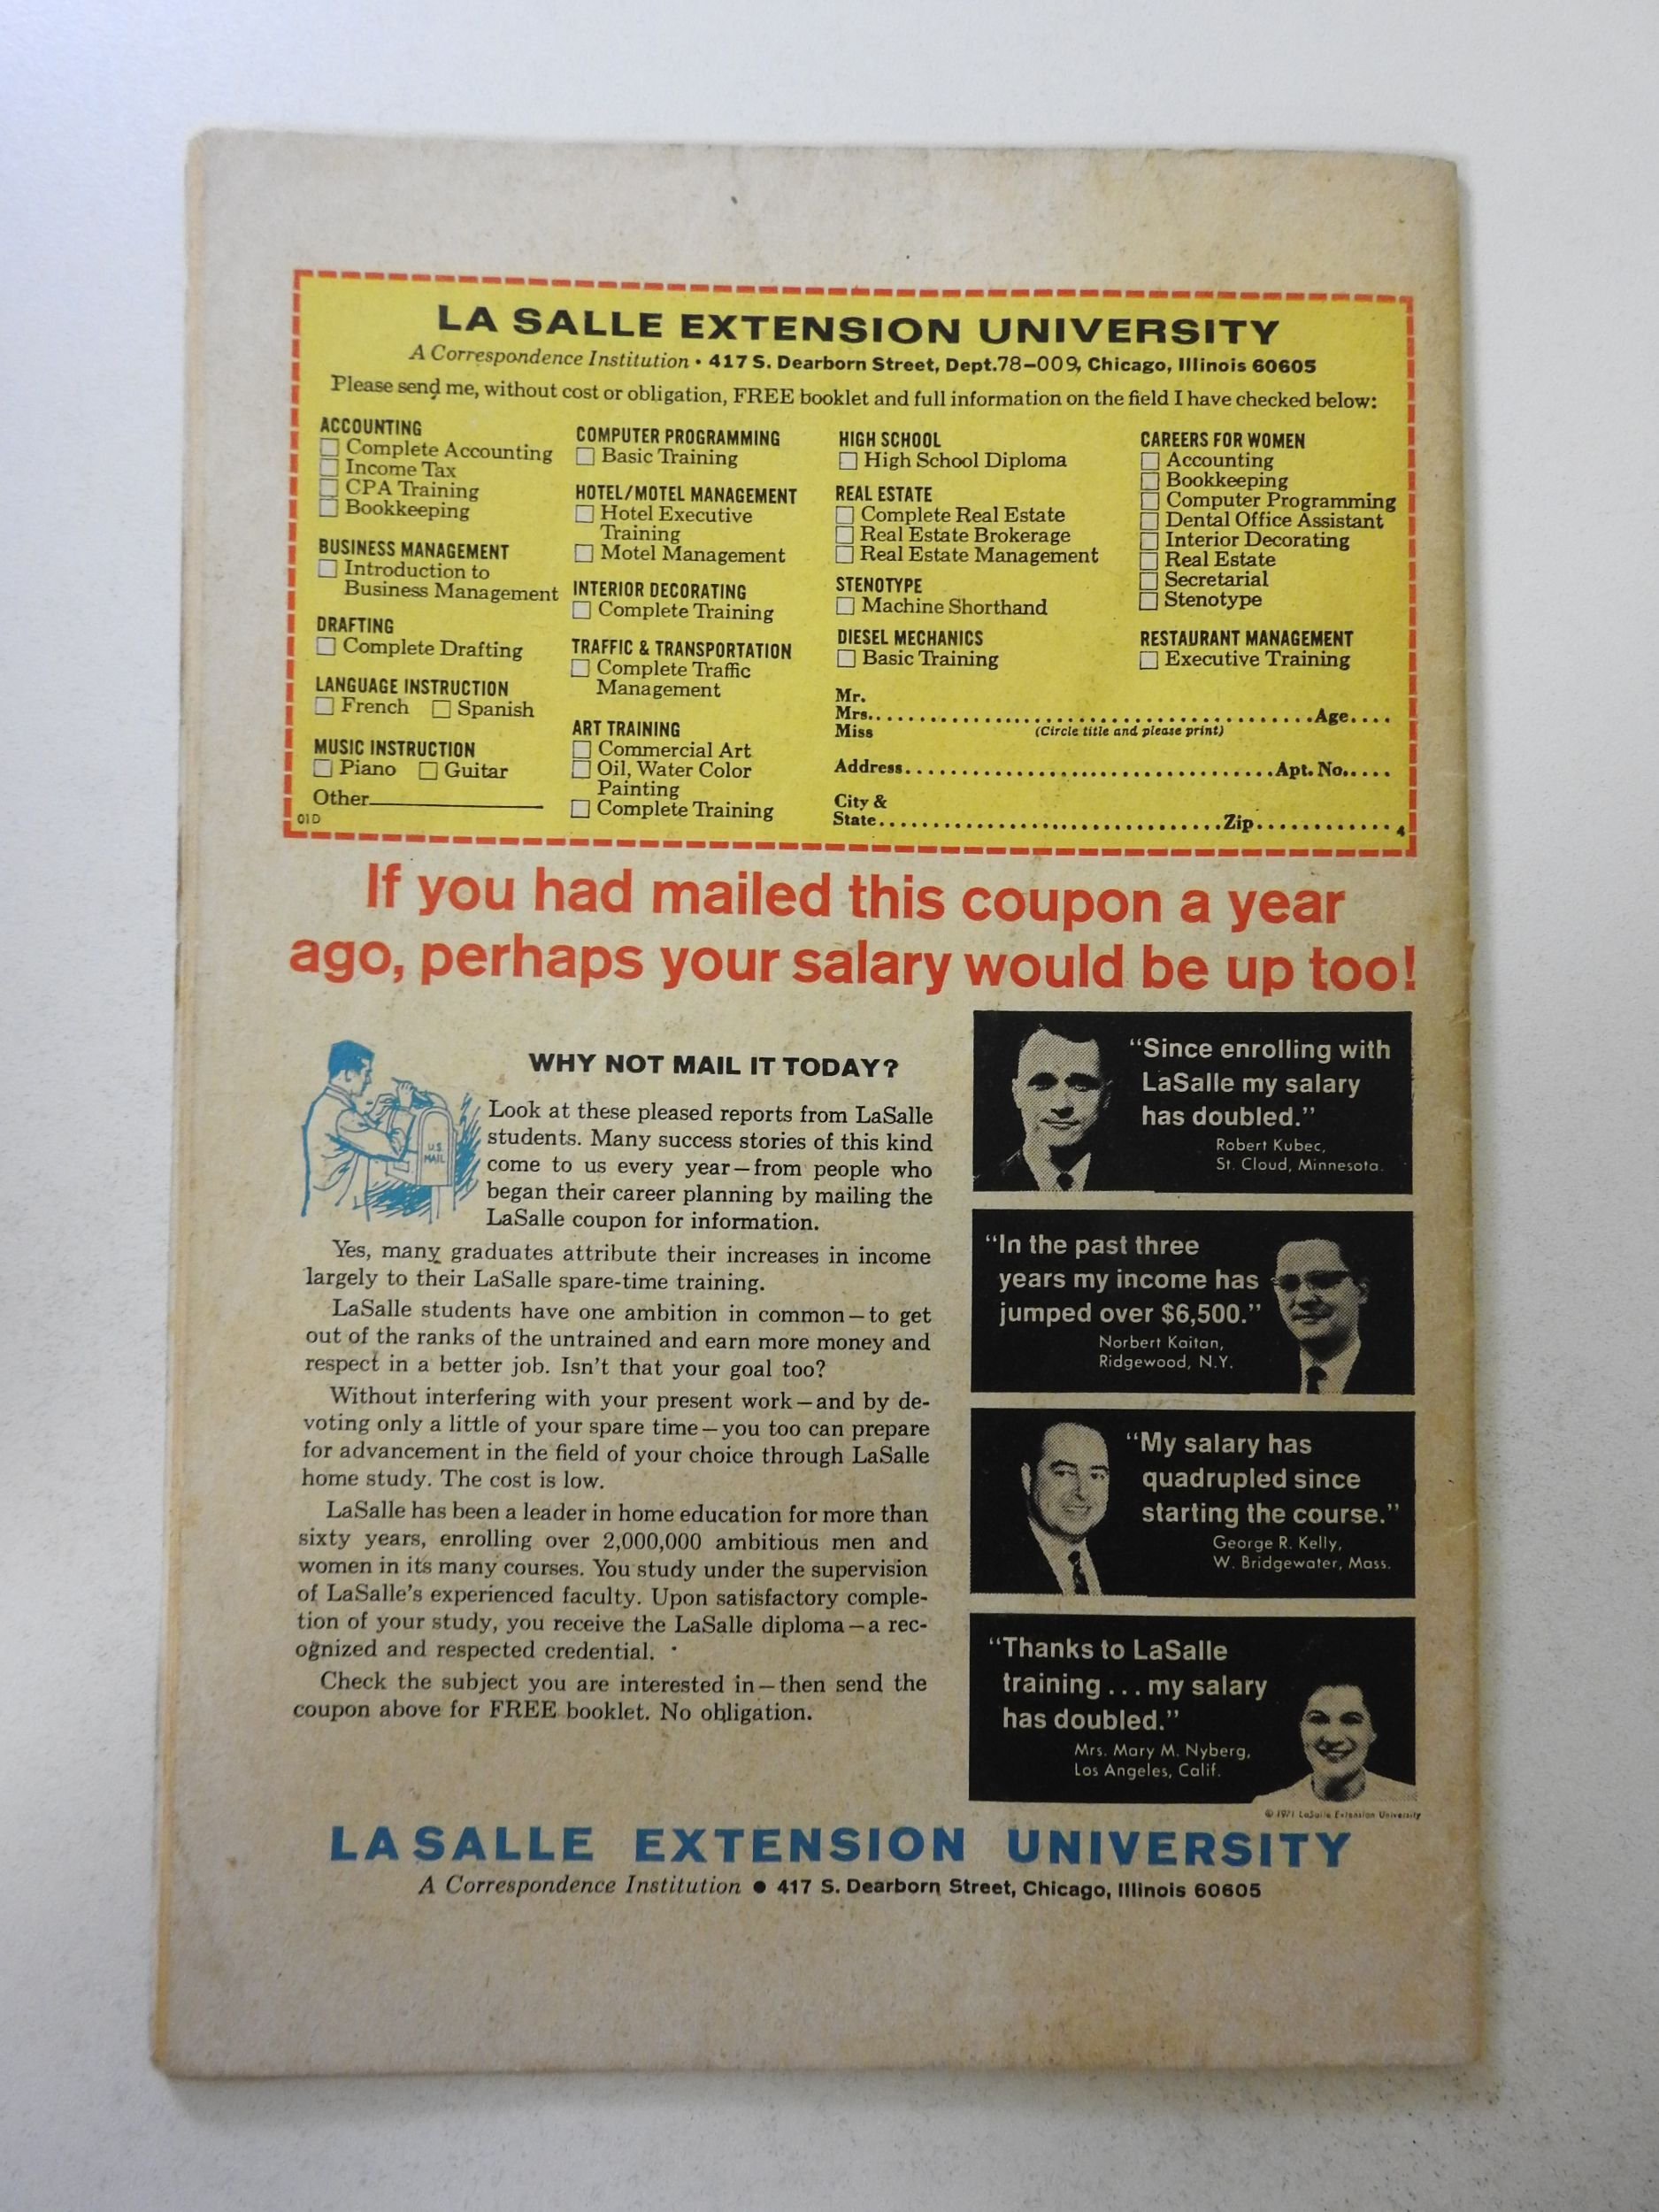 LA SALLE EXTENSION UNIVERSITY
A Correspondence Institution • 417 S. Dearborn Street, Dept.78-009, Chicago, Illinois 60605
Please send me, without cost or obligation, FREE booklet and full information on the field I have checked below:
ACCOUNTING
Complete Accounting
Income Tax
CPA Training
Bookkeeping
BUSINESS MANAGEMENT
Introduction to
Business Management
DRAFTING
Complete Drafting
LANGUAGE INSTRUCTION
French Spanish
MUSIC INSTRUCTION
Piano Guitar
Other
01D
COMPUTER PROGRAMMING
Basic Training
HOTEL/MOTEL MANAGEMENT
Hotel Executive
Training
Motel Management
INTERIOR DECORATING
Complete Training
TRAFFIC & TRANSPORTATION
Complete Traffic
Management
ART TRAINING
Commercial Art
Oil, Water Color
Painting
Complete Training
HIGH SCHOOL
High School Diploma
REAL ESTATE
Complete Real Estate
Real Estate Brokerage
Real Estate Management
STENOTYPE
Machine Shorthand
DIESEL MECHANICS
Basic Training
CAREERS FOR WOMEN
Accounting
Bookkeeping
Computer Programming
Dental Office Assistant
Interior Decorating
Real Estate
Secretarial
Stenotype
RESTAURANT MANAGEMENT
Executive Training
Mr.
Mrs. Age
Miss (Circle title and please print)
Address Apt. No.
City &
State Zip
4
If you had mailed this coupon a year
ago, perhaps your salary would be up too!
U.S.
MAIL
WHY NOT MAIL IT TODAY?
Look at these pleased reports from LaSalle
students. Many success stories of this kind
come to us every year—from people who
began their career planning by mailing the
LaSalle coupon for information.
Yes, many graduates attribute their increases in income
largely to their LaSalle spare-time training.
LaSalle students have one ambition in common—to get
out of the ranks of the untrained and earn more money and
respect in a better job. Isn't that your goal too?
Without interfering with your present work—and by de-
voting only a little of your spare time—you too can prepare
for advancement in the field of your choice through LaSalle
home study. The cost is low.
LaSalle has been a leader in home education for more than
sixty years, enrolling over 2,000,000 ambitious men and
women in its many courses. You study under the supervision
of LaSalle's experienced faculty. Upon satisfactory comple-
tion of your study, you receive the LaSalle diploma—a rec-
ognized and respected credential.
Check the subject you are interested in—then send the
coupon above for FREE booklet. No obligation.
"Since enrolling with
LaSalle my salary
has doubled."
Robert Kubec,
St. Cloud, Minnesota.
"In the past three
years my income has
jumped over $6,500."
Norbert Kaitan,
Ridgewood, N.Y.
"My salary has
quadrupled since
starting the course."
George R. Kelly,
W. Bridgewater, Mass.
"Thanks to LaSalle
training . . . my salary
has doubled."
Mrs. Mary M. Nyberg,
Los Angeles, Calif.
© 1971 LaSalle Extension University
LASALLE EXTENSION UNIVERSITY
A Correspondence Institution • 417 S. Dearborn Street, Chicago, Illinois 60605